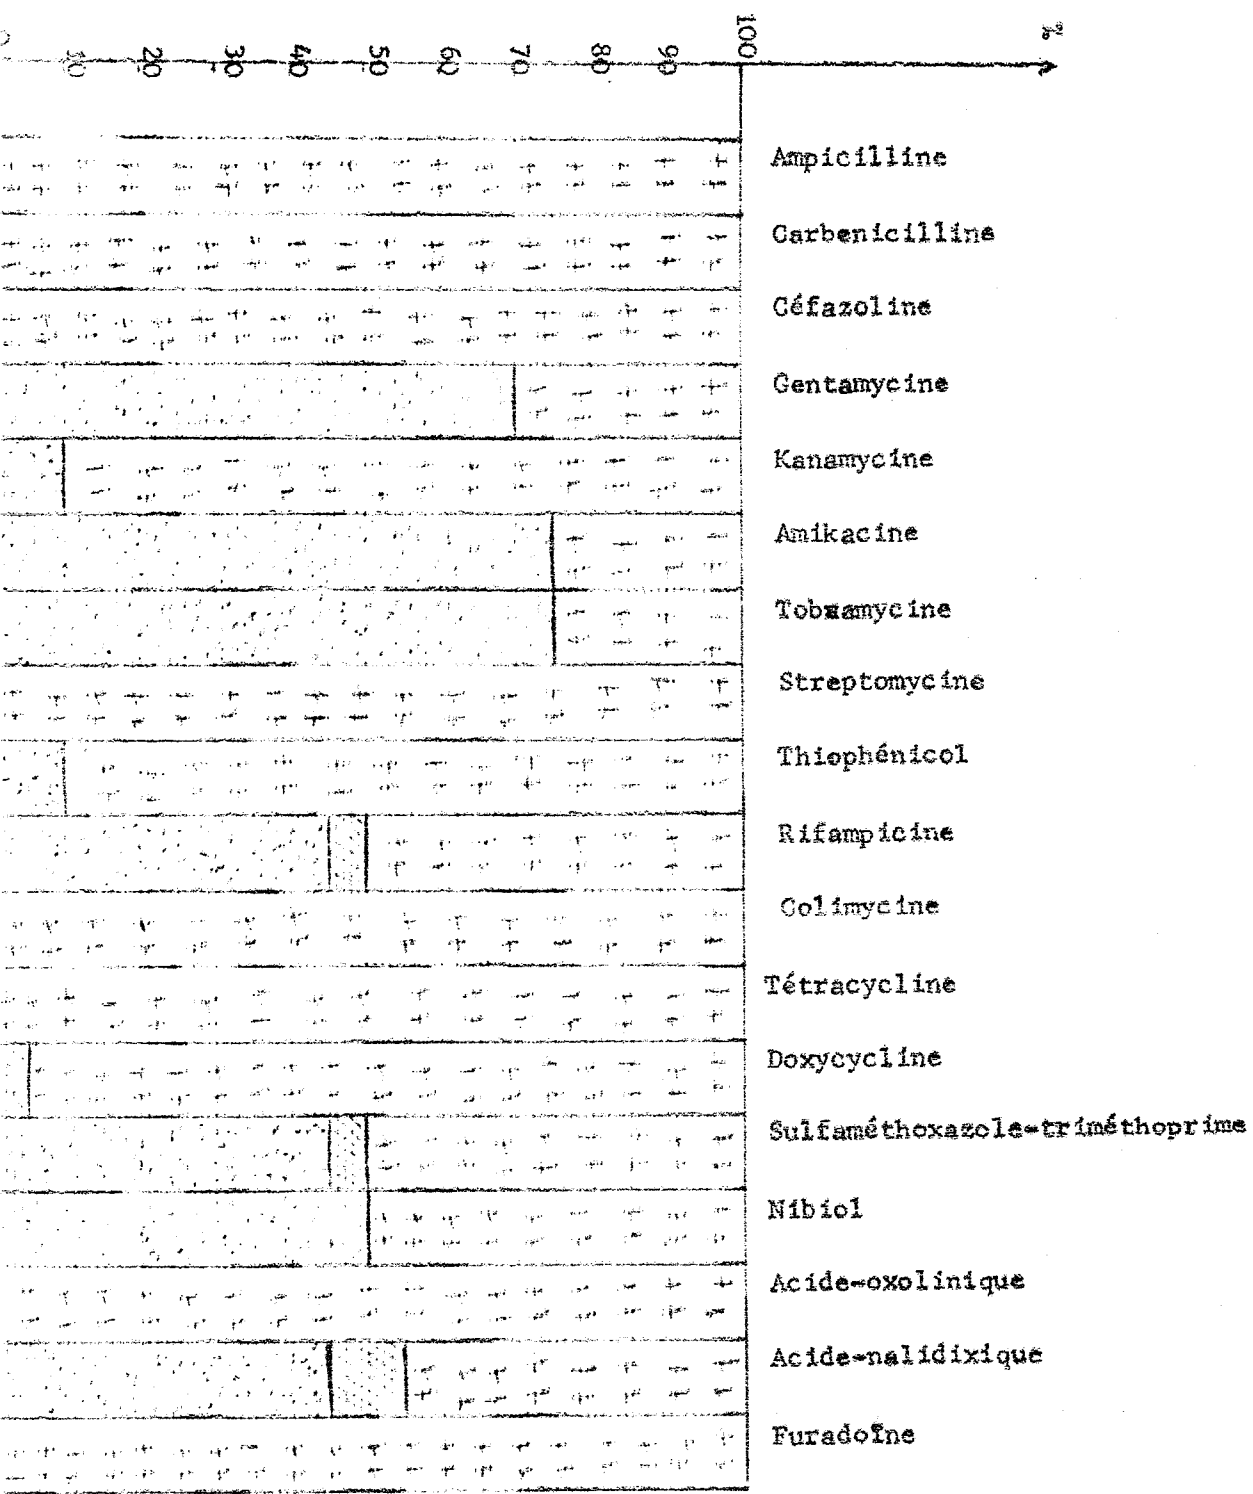 0 10 20 30 40 50 60 70 80 90 100 %
Ampicilline
Carbenicilline
Céfazoline
Gentamycine
Kanamycine
Amikacine
Tobramycine
Streptomycine
Thiophénicol
Rifampicine
Colimycine
Tétracycline
Doxycycline
Sulfaméthoxazole-triméthoprime
Nibiol
Acide-oxolinique
Acide-nalidixique
Furadoïne